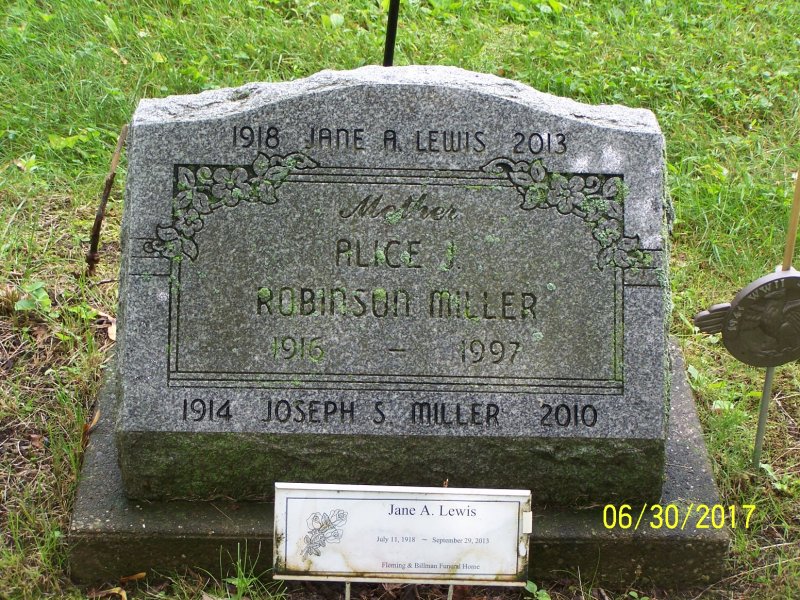 1918 JANE A. LEWIS 2013
Mother
ALICE J.
ROBINSON MILLER
1916 – 1997
1914 JOSEPH S. MILLER 2010
WWII
Jane A. Lewis
July 11, 1918 ~ September 29, 2013
Fleming & Billman Funeral Home
06/30/2017